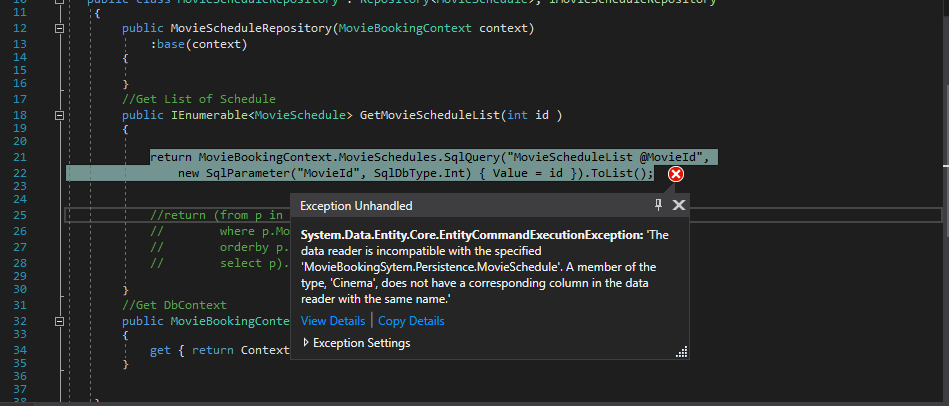 10 public class MovieScheduleRepository : Repository<MovieSchedule>, IMovieScheduleRepository
11 {
12 public MovieScheduleRepository(MovieBookingContext context)
13 :base(context)
14 {
15
16 }
17 //Get List of Schedule
18 public IEnumerable<MovieSchedule> GetMovieScheduleList(int id )
19 {
20
21 return MovieBookingContext.MovieSchedules.SqlQuery("MovieScheduleList @MovieId",
22 new SqlParameter("MovieId", SqlDbType.Int) { Value = id }).ToList();
23
24
Exception Unhandled
System.Data.Entity.Core.EntityCommandExecutionException: 'The
data reader is incompatible with the specified
'MovieBookingSytem.Persistence.MovieSchedule'. A member of the
type, 'Cinema', does not have a corresponding column in the data
reader with the same name.'
View Details | Copy Details
Exception Settings
25 //return (from p in
26 // where p.Mo
27 // orderby p.
28 // select p).
29
30 }
31 //Get DbContext
32 public MovieBookingConte
33 {
34 get { return Context
35 }
36
37
38 }